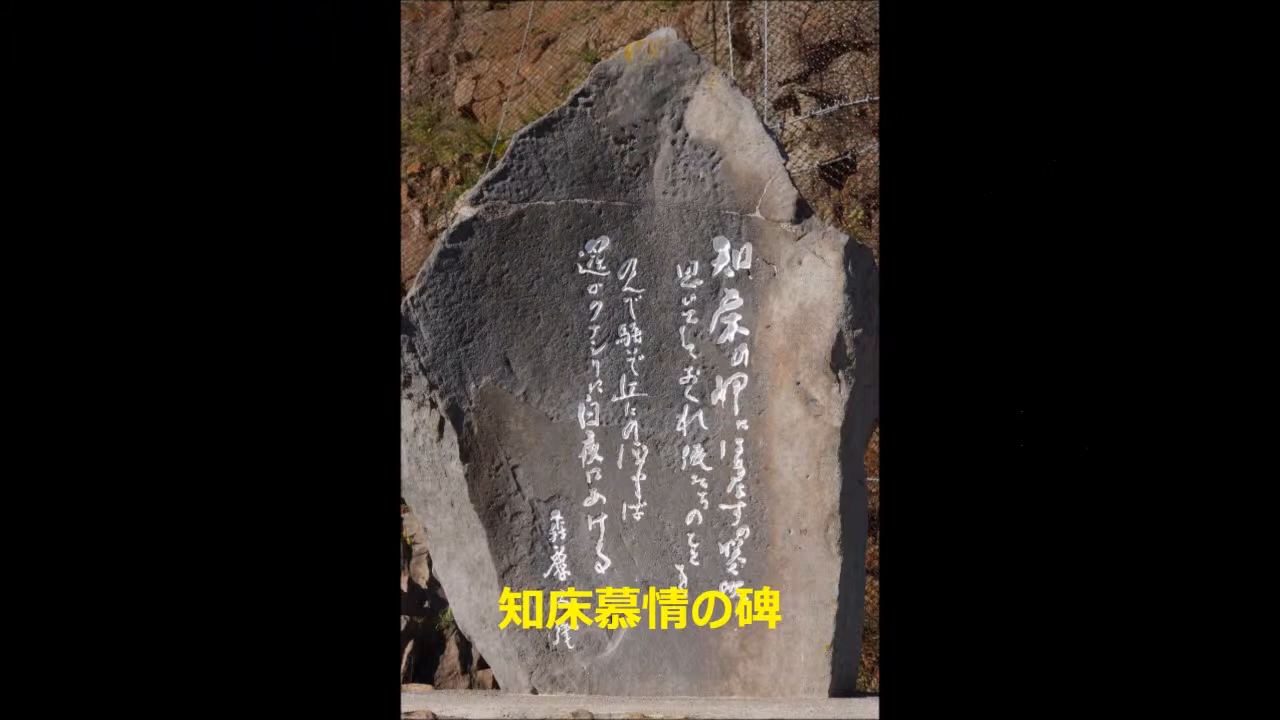 知床の岬にはまなすの咲く
思い出しておくれ俺たちのことを
のんで騒いで丘にのぼれば
遥かクナシリに白夜はあける
森繁
知床慕情の碑